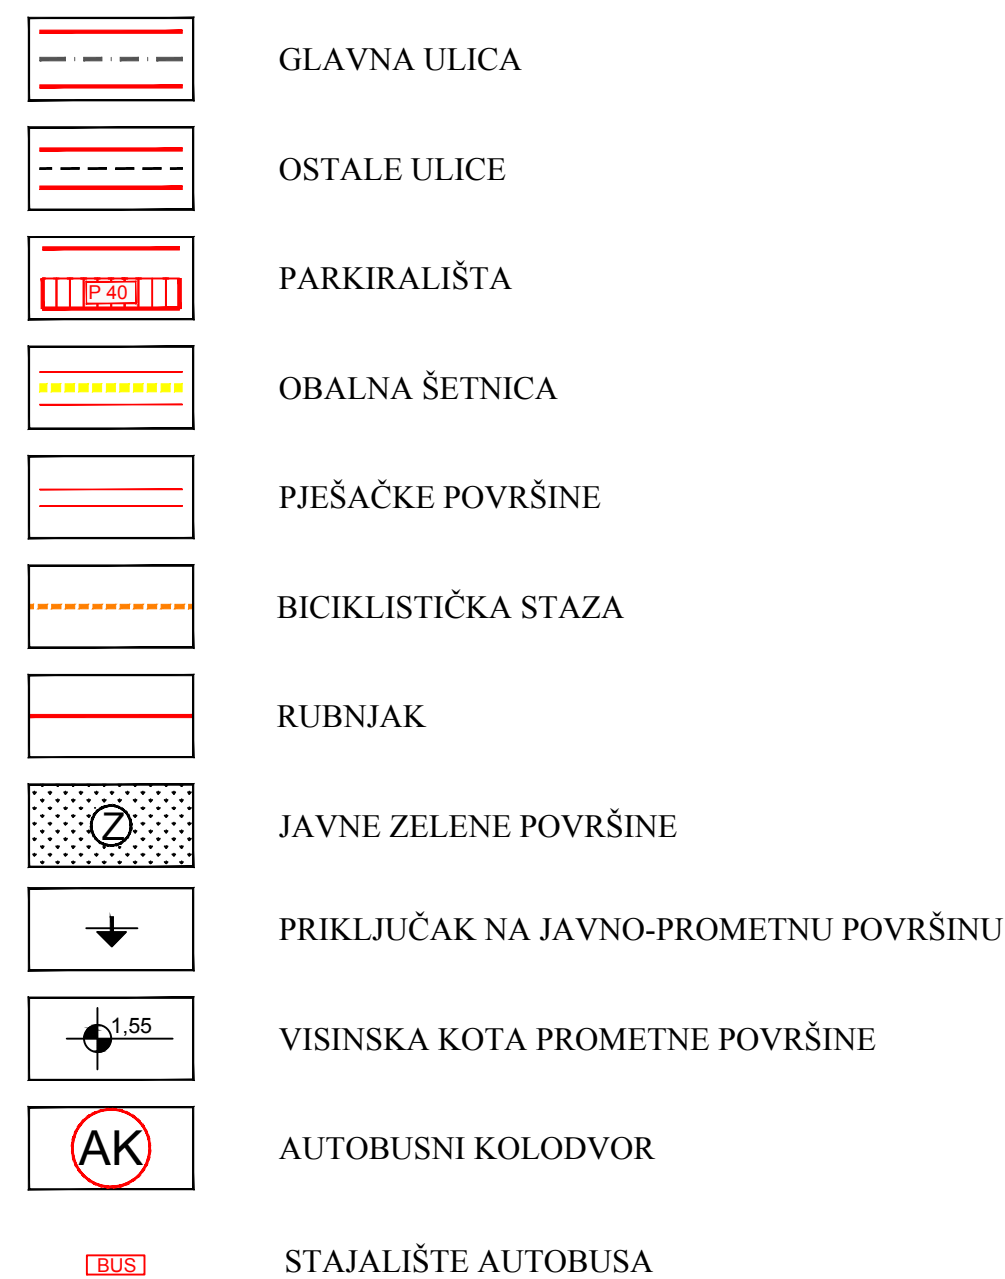 GLAVNA ULICA
OSTALE ULICE
P 40 PARKIRALIŠTA
OBALNA ŠETNICA
PJEŠAČKE POVRŠINE
BICIKLISTIČKA STAZA
RUBNJAK
Z JAVNE ZELENE POVRŠINE
PRIKLJUČAK NA JAVNO-PROMETNU POVRŠINU
1,55 VISINSKA KOTA PROMETNE POVRŠINE
AK AUTOBUSNI KOLODVOR
BUS STAJALIŠTE AUTOBUSA